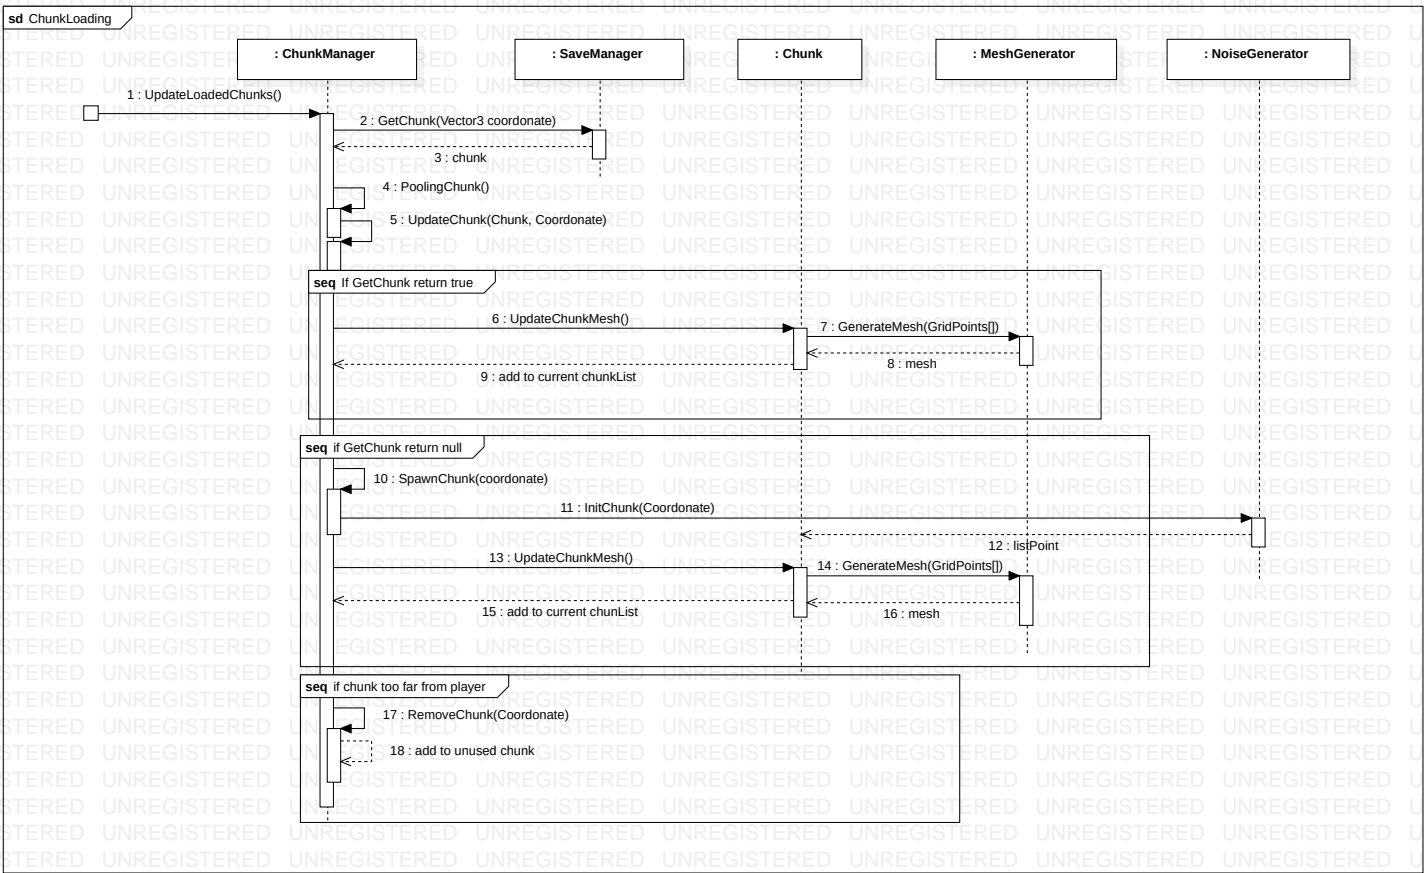 sd ChunkLoading
: ChunkManager
: SaveManager
: Chunk
: MeshGenerator
: NoiseGenerator
1 : UpdateLoadedChunks()
2 : GetChunk(Vector3 coordonate)
3 : chunk
4 : PoolingChunk()
5 : UpdateChunk(Chunk, Coordonate)
seq If GetChunk return true
6 : UpdateChunkMesh()
7 : GenerateMesh(GridPoints[])
8 : mesh
9 : add to current chunkList
seq if GetChunk return null
10 : SpawnChunk(coordonate)
11 : InitChunk(Coordonate)
12 : listPoint
13 : UpdateChunkMesh()
14 : GenerateMesh(GridPoints[])
15 : add to current chunList
16 : mesh
seq if chunk too far from player
17 : RemoveChunk(Coordonate)
18 : add to unused chunk
UNREGISTERED